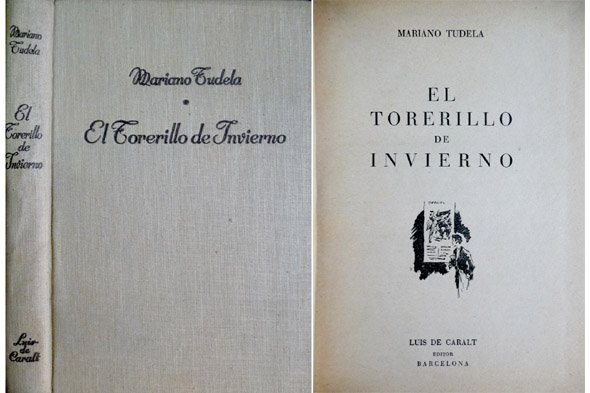 Mariano
Tudela
El
Torerillo
de
Invierno
Luis
de
Caralt
Mariano Tudela
El Torerillo de Invierno
MARIANO TUDELA
EL
TORERILLO
DE
INVIERNO
LUIS DE CARALT
EDITOR
BARCELONA